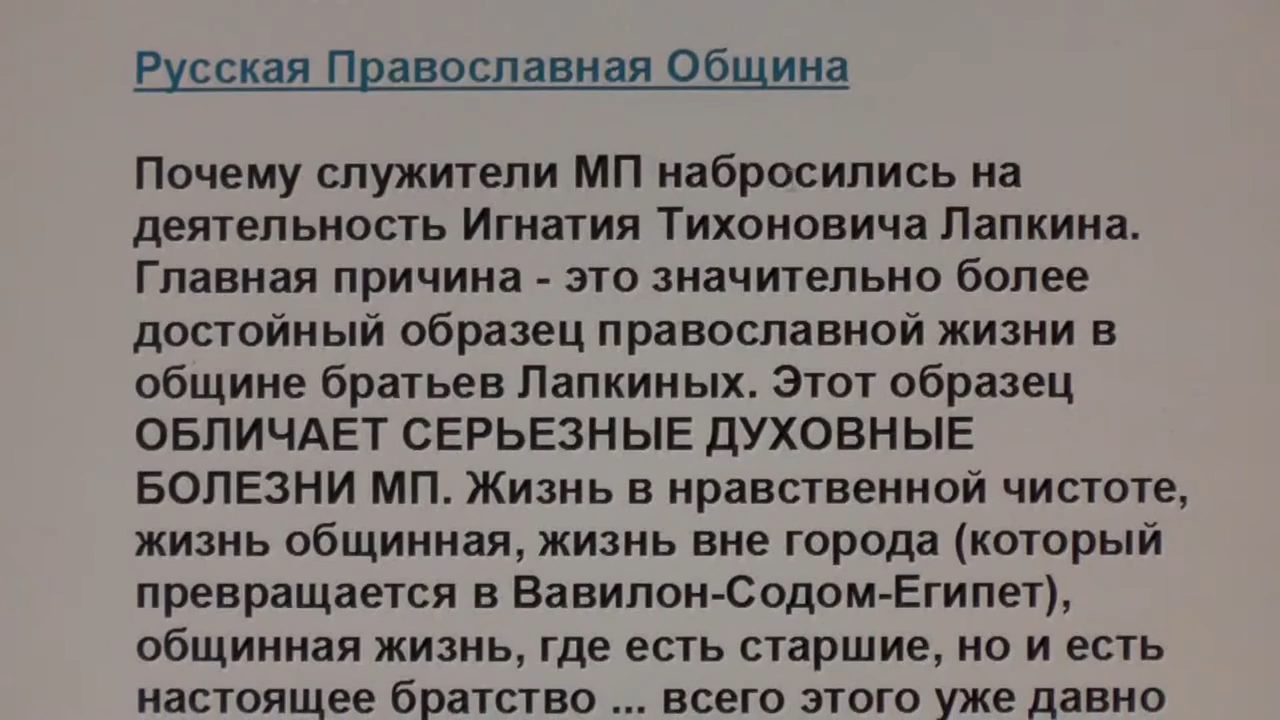 Русская Православная Община
Почему служители МП набросились на
деятельность Игнатия Тихоновича Лапкина.
Главная причина - это значительно более
достойный образец православной жизни в
общине братьев Лапкиных. Этот образец
ОБЛИЧАЕТ СЕРЬЕЗНЫЕ ДУХОВНЫЕ
БОЛЕЗНИ МП. Жизнь в нравственной чистоте,
жизнь общинная, жизнь вне города (который
превращается в Вавилон-Содом-Египет),
общинная жизнь, где есть старшие, но и есть
настоящее братство ... всего этого уже давно